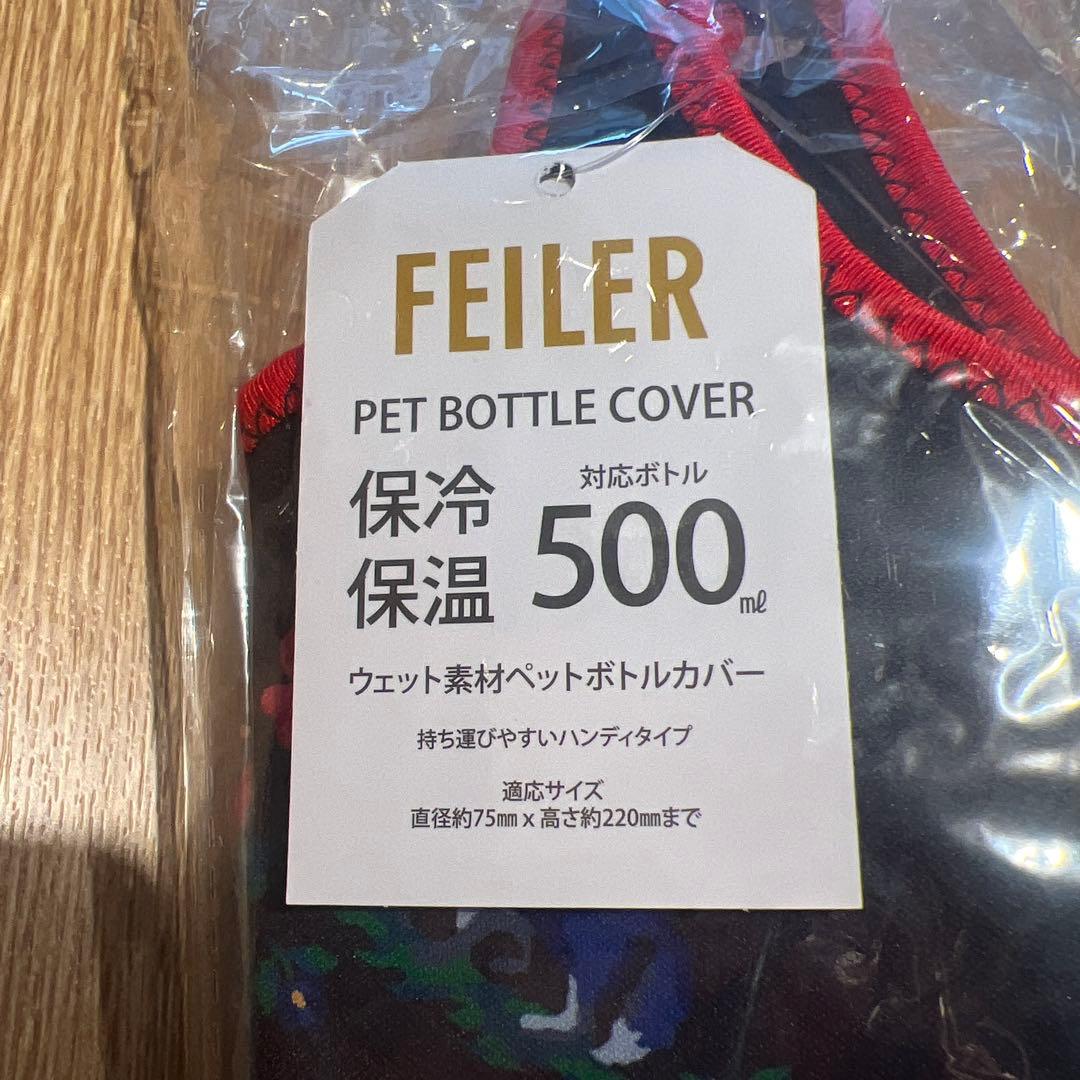 FEILER
PET BOTTLE COVER
保冷
保温
対応ボトル
500㎖
ウェット素材ペットボトルカバー
持ち運びやすいハンディタイプ
適応サイズ
直径約75㎜ x 高さ約220㎜まで